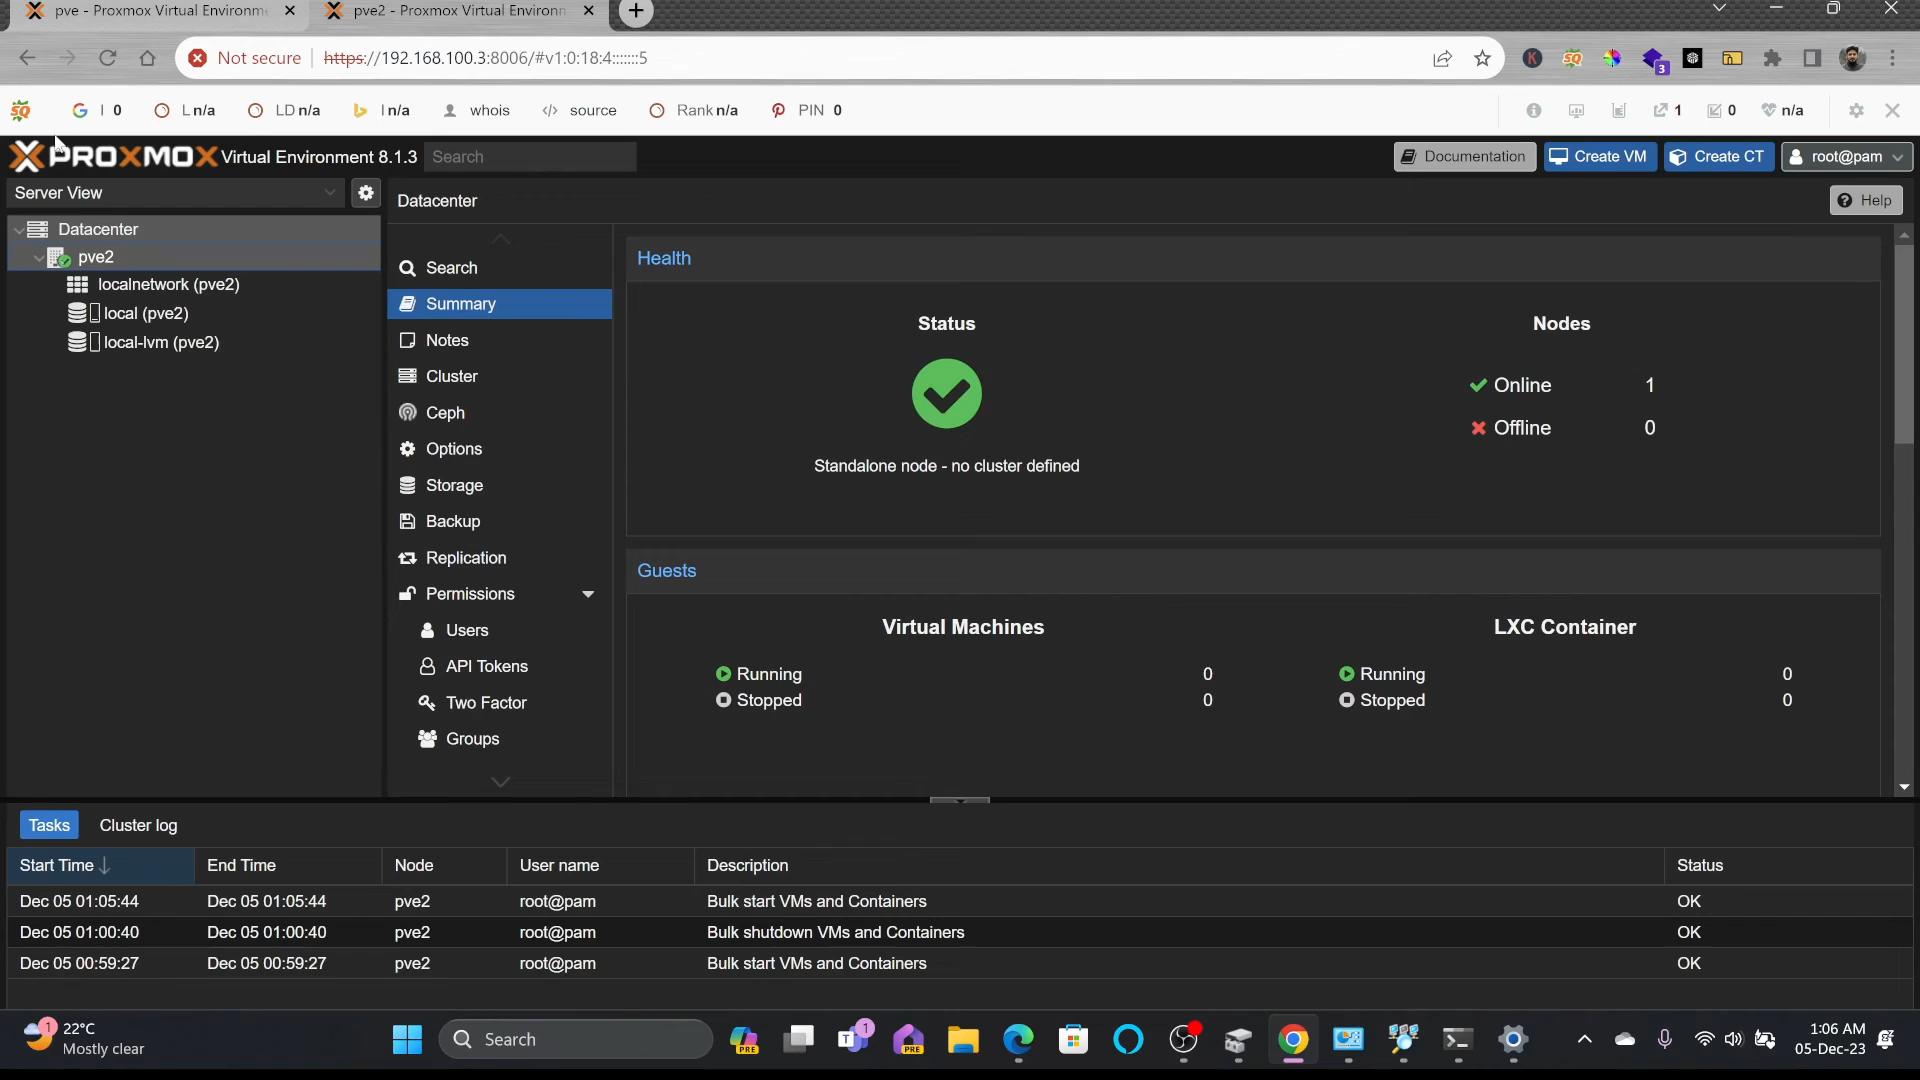 pve - Proxmox Virtual Environm
pve2 - Proxmox Virtual Environn
Not secure
https://192.168.100.3:8006/#v1:0:18:4:::::::5
K
SQ
3
SQ
I 0
L n/a
LD n/a
I n/a
whois
source
Rank n/a
PIN 0
1
0
n/a
PROXMOX Virtual Environment 8.1.3
Search
Documentation
Create VM
Create CT
root@pam
Server View
Datacenter
Help
Datacenter
pve2
localnetwork (pve2)
local (pve2)
local-lvm (pve2)
Search
Summary
Notes
Cluster
Ceph
Options
Storage
Backup
Replication
Permissions
Users
API Tokens
Two Factor
Groups
Health
Status
Standalone node - no cluster defined
Nodes
Online 1
Offline 0
Guests
Virtual Machines
Running 0
Stopped 0
LXC Container
Running 0
Stopped 0
Tasks
Cluster log
Start Time End Time Node User name Description Status
Dec 05 01:05:44 Dec 05 01:05:44 pve2 root@pam Bulk start VMs and Containers OK
Dec 05 01:00:40 Dec 05 01:00:40 pve2 root@pam Bulk shutdown VMs and Containers OK
Dec 05 00:59:27 Dec 05 00:59:27 pve2 root@pam Bulk start VMs and Containers OK
1
22°C
Mostly clear
Search
PRE
T
1
PRE
1:06 AM
05-Dec-23